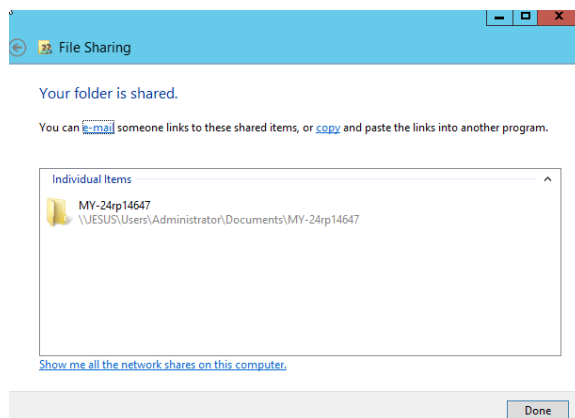 File Sharing
Your folder is shared.
You can e-mail someone links to these shared items, or copy and paste the links into another program.
Individual Items
MY-24rp14647
\\JESUS\Users\Administrator\Documents\MY-24rp14647
Show me all the network shares on this computer.
Done